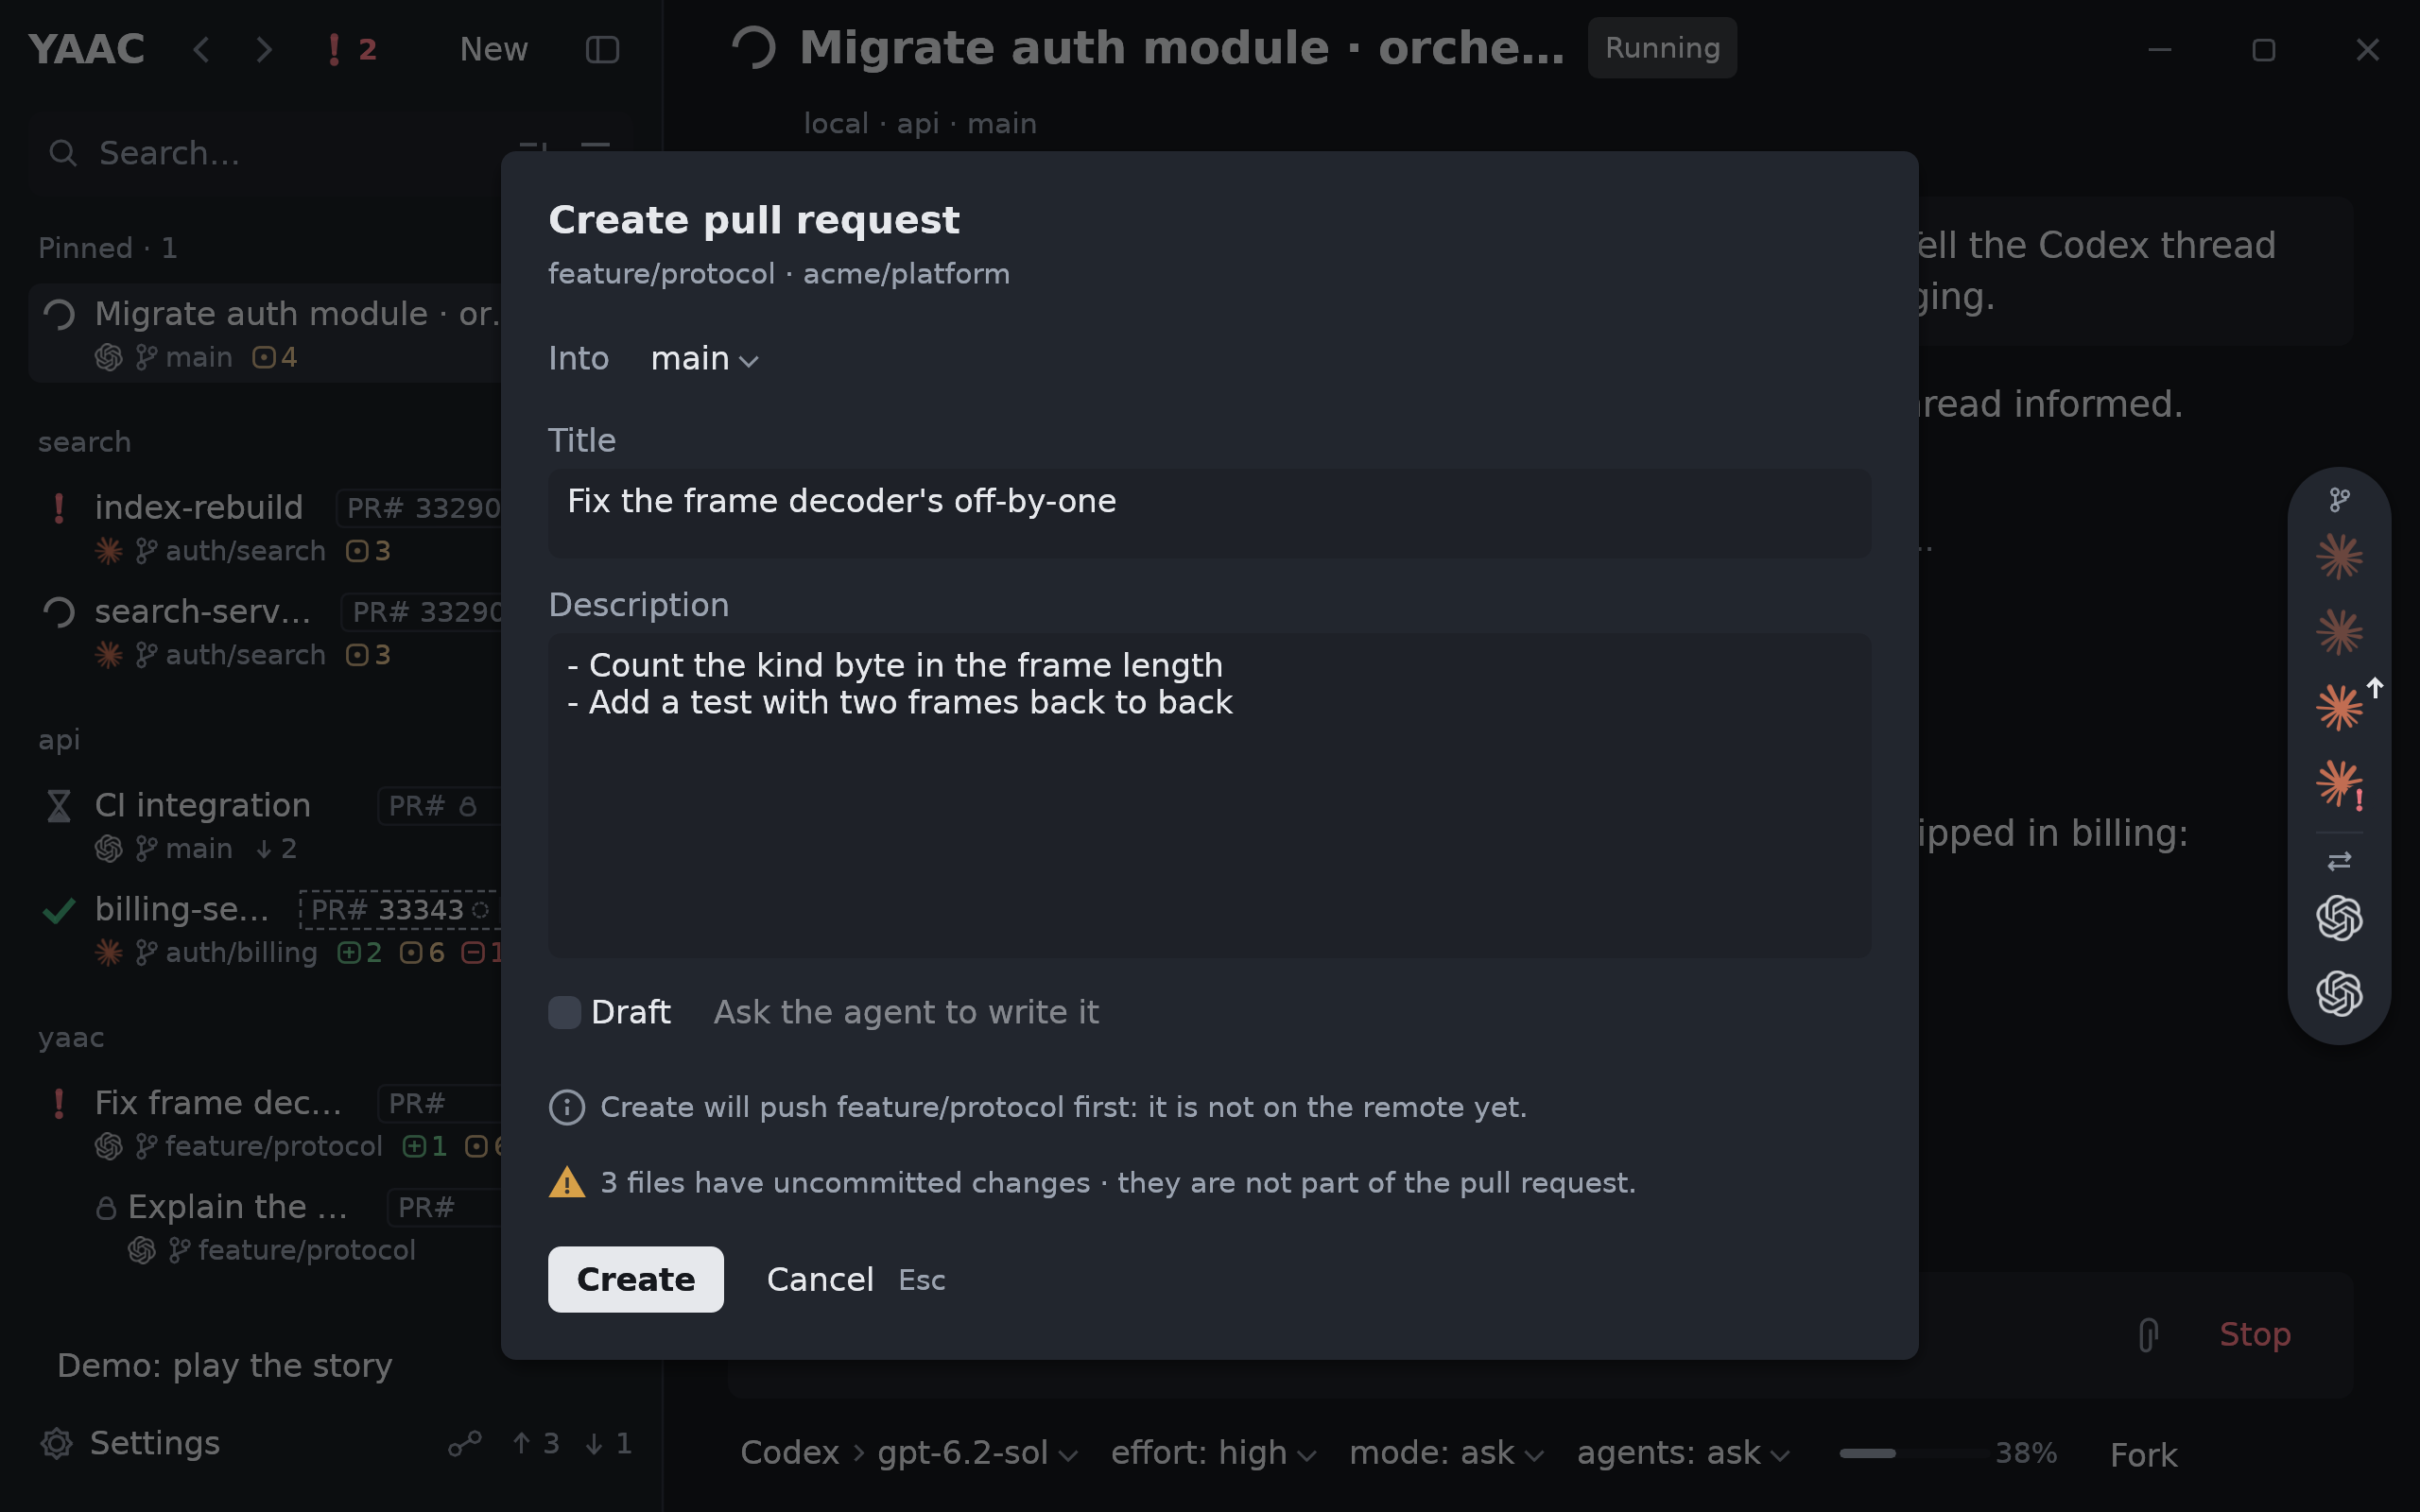 YAAC
2
New
Migrate auth module · orche…
Running
local · api · main
Search…
Pinned · 1
Migrate auth module · or.
main 4
search
index-rebuild PR# 33290
auth/search 3
search-serv… PR# 33290
auth/search 3
api
CI integration PR#
main 2
billing-se… PR# 33343
auth/billing 2 6 1
yaac
Fix frame dec… PR#
feature/protocol 1 6
Explain the … PR#
feature/protocol
Demo: play the story
Settings 3 1
Create pull request
feature/protocol · acme/platform
Into main
Title
Fix the frame decoder's off-by-one
Description
- Count the kind byte in the frame length
- Add a test with two frames back to back
Draft Ask the agent to write it
Create will push feature/protocol first: it is not on the remote yet.
3 files have uncommitted changes · they are not part of the pull request.
Create Cancel Esc
ell the Codex thread
ging.
read informed.
ipped in billing:
Stop
Codex gpt-6.2-sol effort: high mode: ask agents: ask 38% Fork